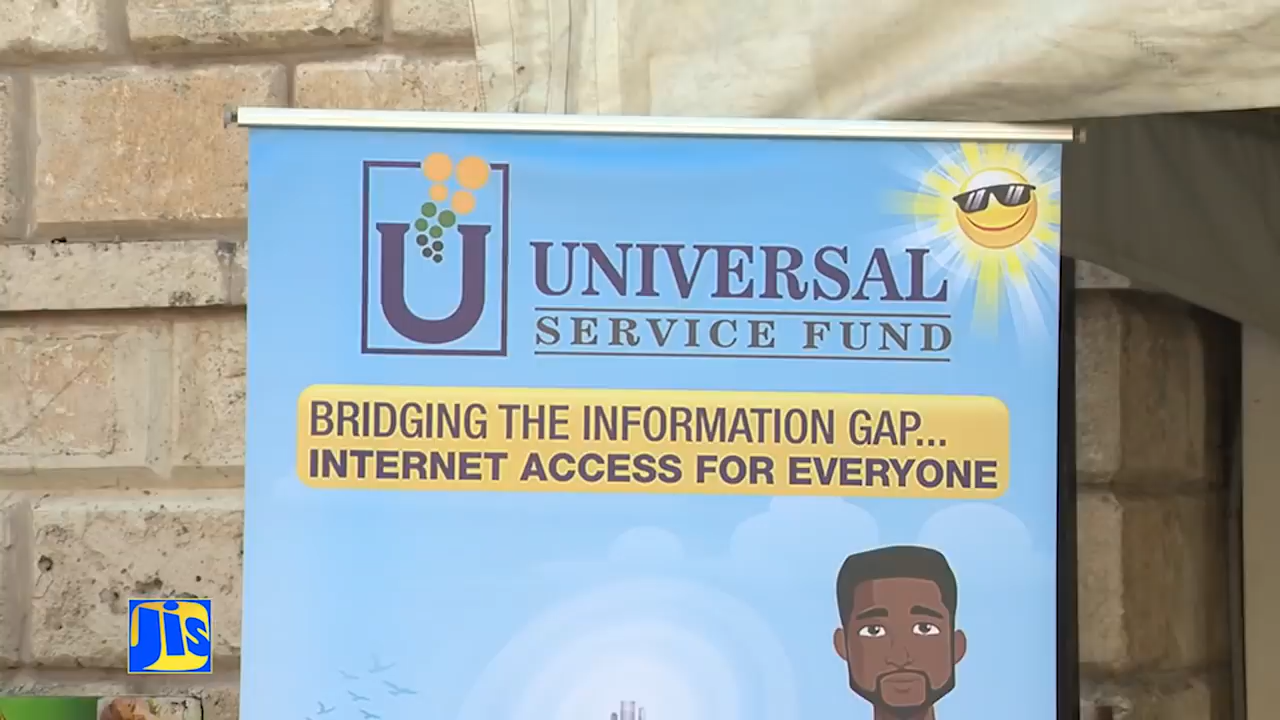 U
UNIVERSAL
SERVICE FUND
BRIDGING THE INFORMATION GAP...
INTERNET ACCESS FOR EVERYONE
Jis